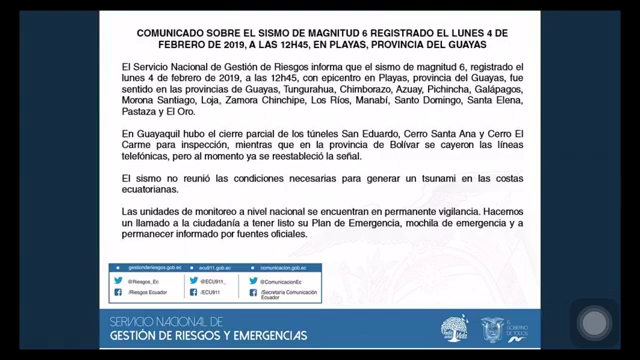 COMUNICADO SOBRE EL SISMO DE MAGNITUD 6 REGISTRADO EL LUNES 4 DE
FEBRERO DE 2019, A LAS 12H45, EN PLAYAS, PROVINCIA DEL GUAYAS
El Servicio Nacional de Gestión de Riesgos informa que el sismo de magnitud 6, registrado el
lunes 4 de febrero de 2019, a las 12h45, con epicentro en Playas, provincia del Guayas, fue
sentido en las provincias de Guayas, Tungurahua, Chimborazo, Azuay, Pichincha, Galápagos,
Morona Santiago, Loja, Zamora Chinchipe, Los Ríos, Manabí, Santo Domingo, Santa Elena,
Pastaza y El Oro.
En Guayaquil hubo el cierre parcial de los túneles San Eduardo, Cerro Santa Ana y Cerro El
Carme para inspección, mientras que en la provincia de Bolívar se cayeron las líneas
telefónicas, pero al momento ya se reestableció la señal.
El sismo no reunió las condiciones necesarias para generar un tsunami en las costas
ecuatorianas.
Las unidades de monitoreo a nivel nacional se encuentran en permanente vigilancia. Hacemos
un llamado a la ciudadanía a tener listo su Plan de Emergencia, mochila de emergencia y a
permanecer informado por fuentes oficiales.
gestionderiesgos.gob.ec ecu911.gob.ec comunicacion.gob.ec
@Riesgos_Ec @ECU911_ @ComunicacionEc
/Riesgos Ecuador /ECU911 /Secretaría Comunicación
Ecuador
SERVICIO NACIONAL DE
GESTIÓN DE RIESGOS Y EMERGENCIAS
EL
GOBIERNO
DE TODOS